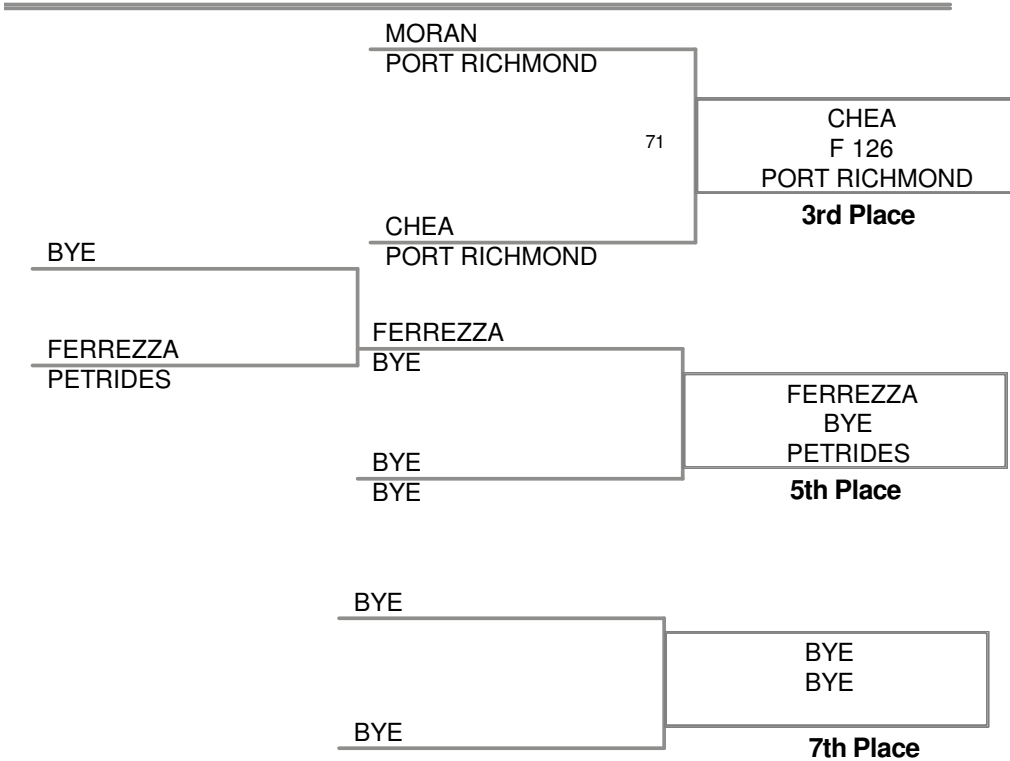 MORAN
PORT RICHMOND
71
CHEA
F 126
PORT RICHMOND
3rd Place
CHEA
PORT RICHMOND
BYE
FERREZZA
PETRIDES
FERREZZA
BYE
FERREZZA
BYE
PETRIDES
5th Place
BYE
BYE
BYE
BYE
BYE
BYE
7th Place